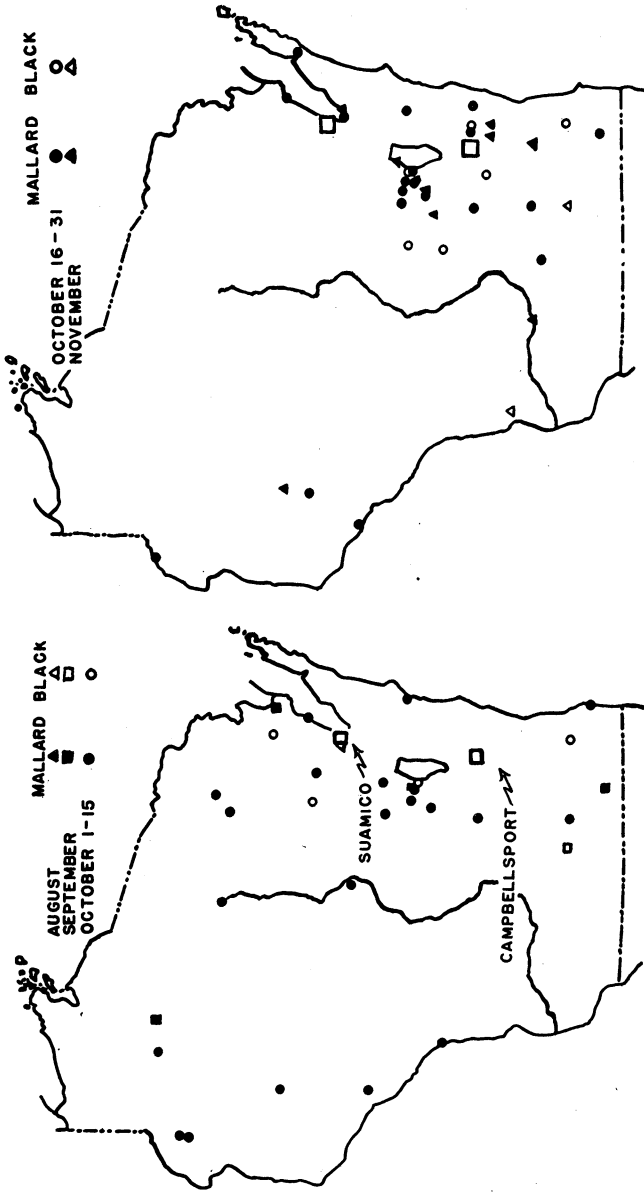 MALLARD BLACK
AUGUST
SEPTEMBER
OCTOBER 1-15
SUAMICO
CAMPBELLSPORT
MALLARD BLACK
OCTOBER 16-31
NOVEMBER